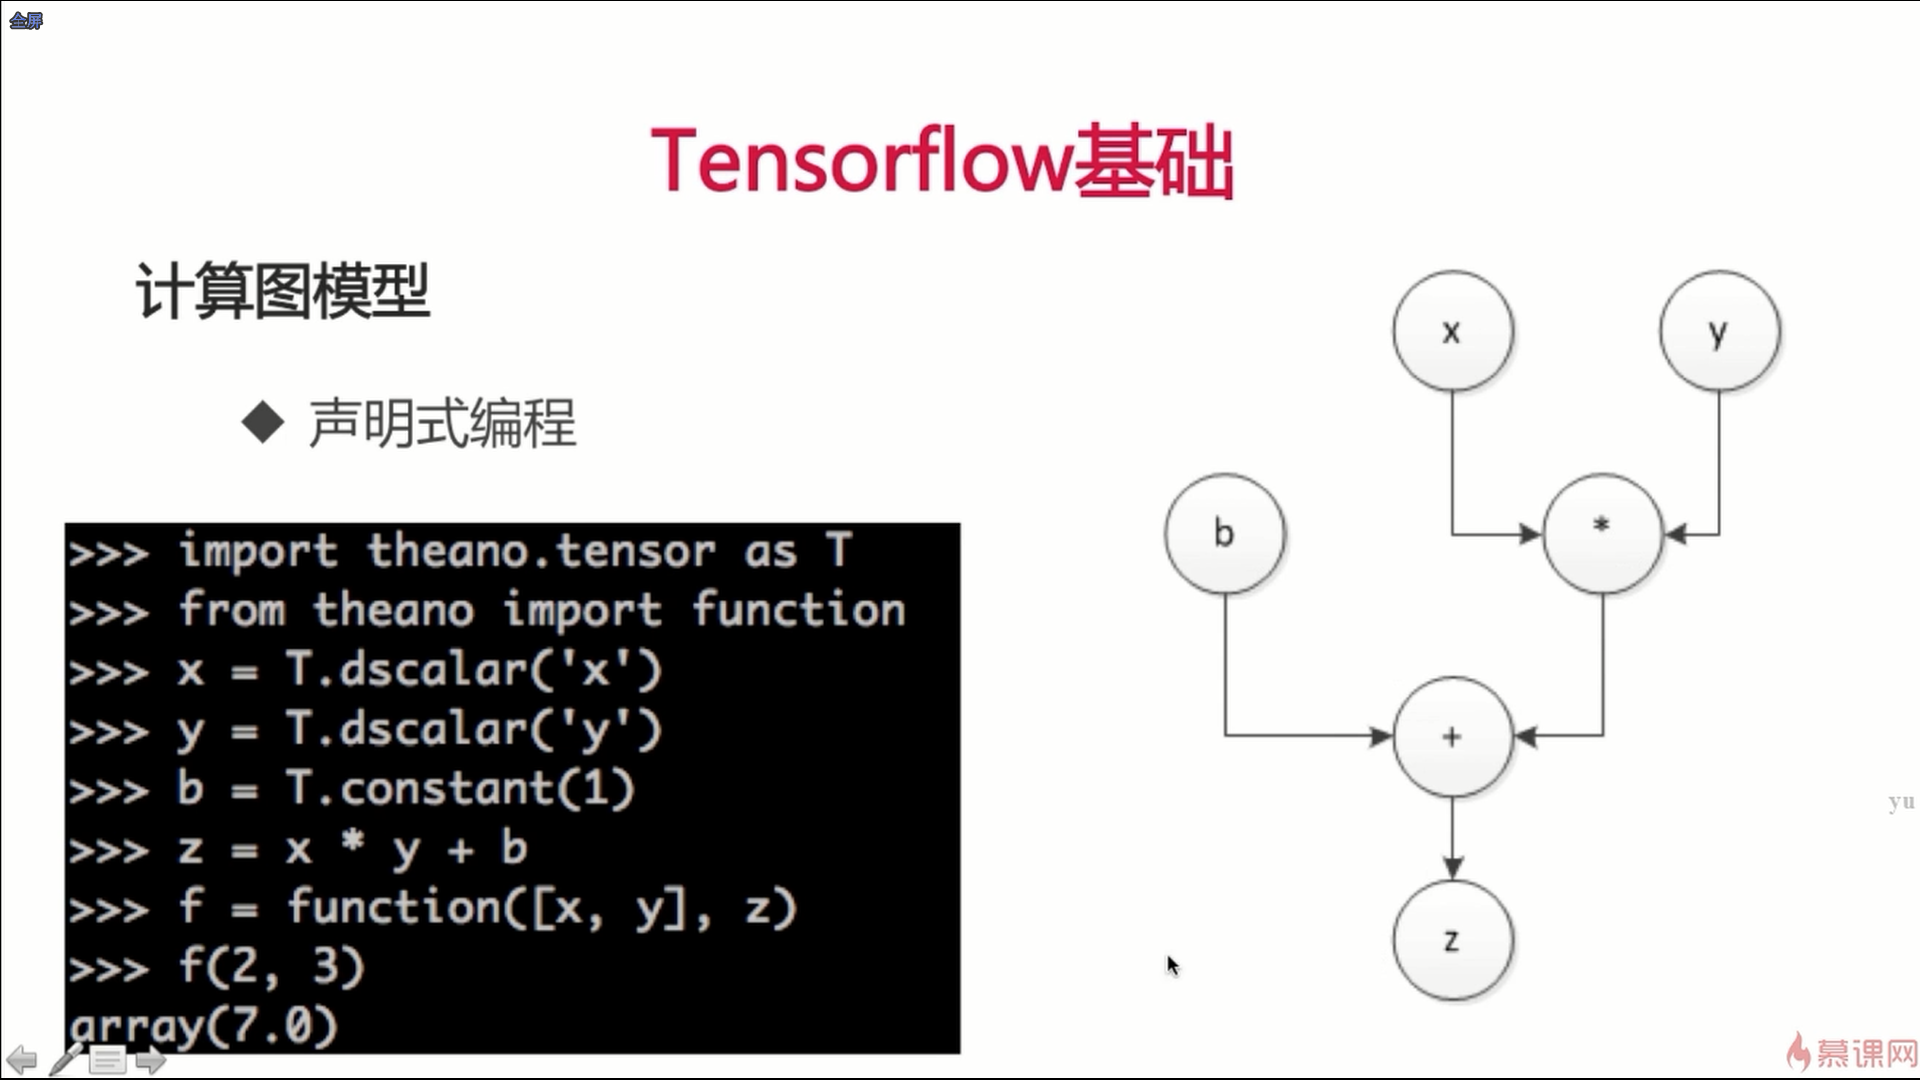 全屏
Tensorflow基础
计算图模型
◆ 声明式编程
>>> import theano.tensor as T
>>> from theano import function
>>> x = T.dscalar('x')
>>> y = T.dscalar('y')
>>> b = T.constant(1)
>>> z = x * y + b
>>> f = function([x, y], z)
>>> f(2, 3)
array(7.0)
x
y
b
*
+
z
yu
慕课网